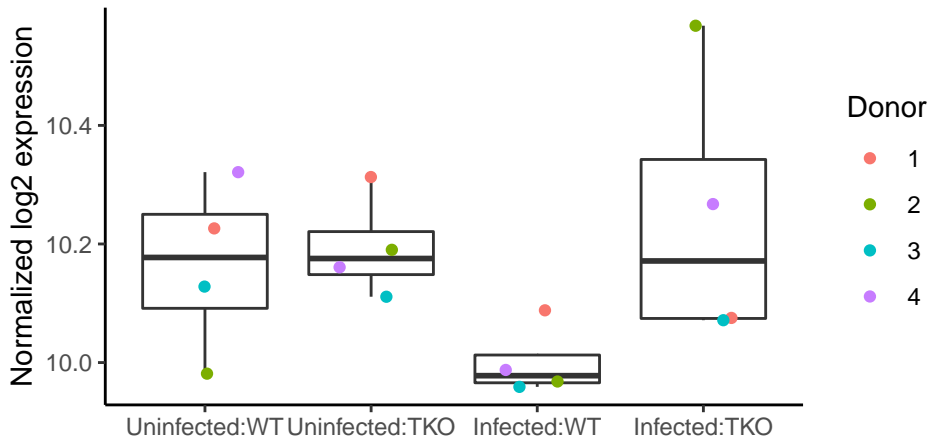 Normalized log2 expression
10.4
10.2
10.0
Uninfected:WT Uninfected:TKO Infected:WT Infected:TKO
Donor
1
2
3
4